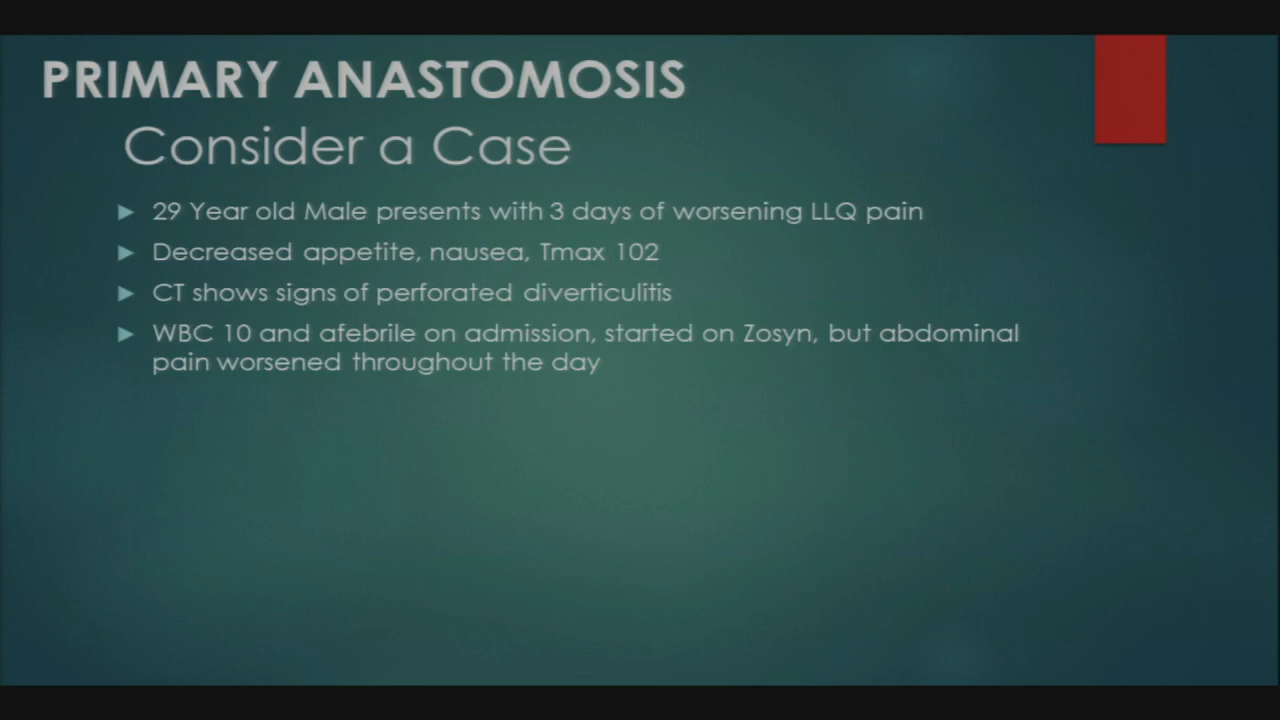 PRIMARY ANASTOMOSIS
Consider a Case
29 Year old Male presents with 3 days of worsening LLQ pain
Decreased appetite, nausea, Tmax 102
CT shows signs of perforated diverticulitis
WBC 10 and afebrile on admission, started on Zosyn, but abdominal
pain worsened throughout the day